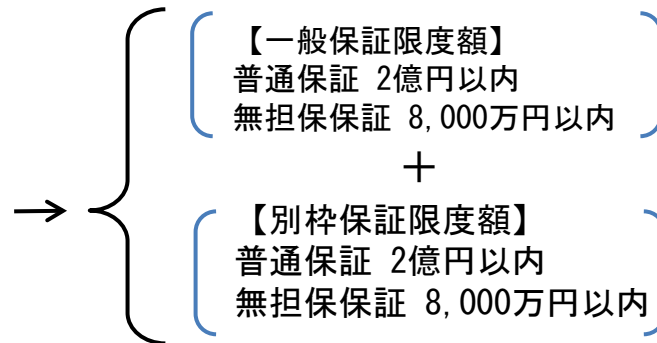 【一般保証限度額】
普通保証 2億円以内
無担保保証 8,000万円以内
＋
【別枠保証限度額】
普通保証 2億円以内
無担保保証 8,000万円以内